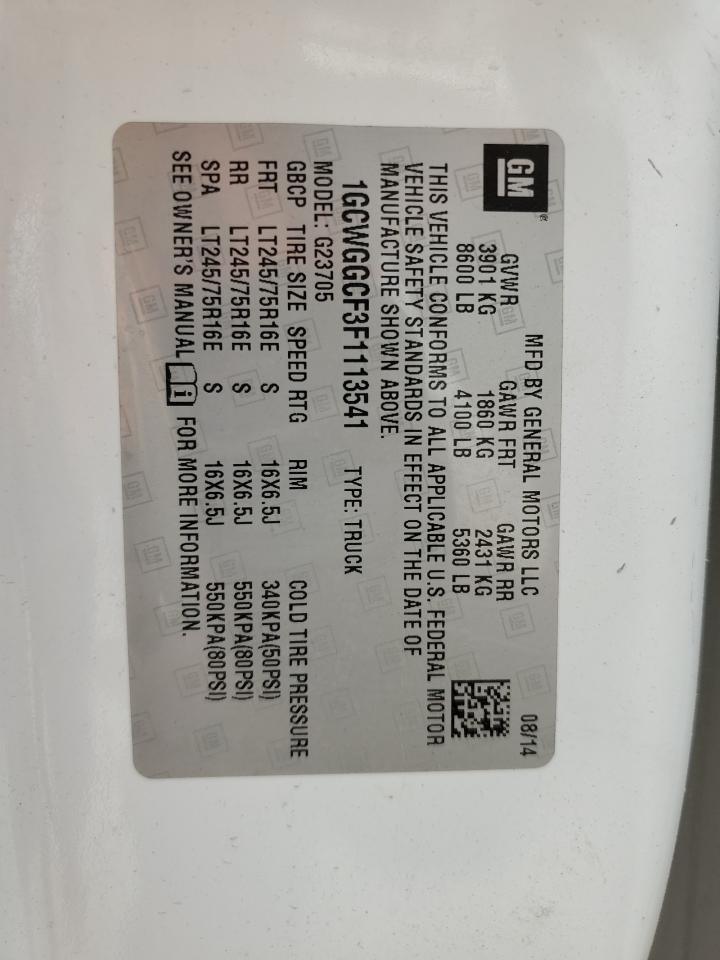 GM®
MFD BY GENERAL MOTORS LLC 08/14
GVWR GAWR FRT GAWR RR
3901 KG 1860 KG 2431 KG
8600 LB 4100 LB 5360 LB
THIS VEHICLE CONFORMS TO ALL APPLICABLE U.S. FEDERAL MOTOR
VEHICLE SAFETY STANDARDS IN EFFECT ON THE DATE OF
MANUFACTURE SHOWN ABOVE.
1GCWGGCF3F1113541 TYPE: TRUCK
MODEL: G23705
GBCP TIRE SIZE SPEED RTG RIM COLD TIRE PRESSURE
FRT LT245/75R16E S 16X6.5J 340KPA(50PSI)
RR LT245/75R16E S 16X6.5J 550KPA(80PSI)
SPA LT245/75R16E S 16X6.5J 550KPA(80PSI)
SEE OWNER'S MANUAL i FOR MORE INFORMATION.